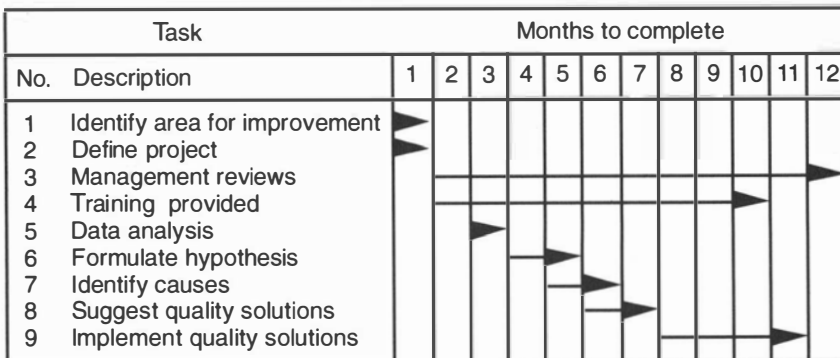 Task Months to complete
No. Description 1 2 3 4 5 6 7 8 9 10 11 12
1 Identify area for improvement
2 Define project
3 Management reviews
4 Training provided
5 Data analysis
6 Formulate hypothesis
7 Identify causes
8 Suggest quality solutions
9 Implement quality solutions